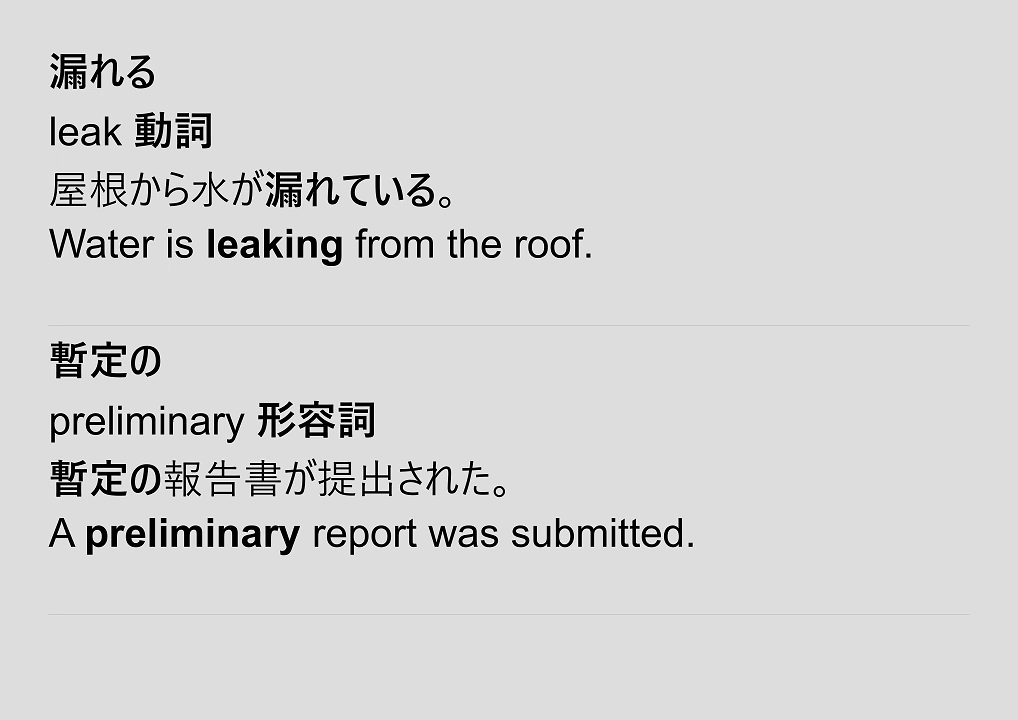 漏れる
leak 動詞
屋根から水が漏れている。
Water is leaking from the roof.
暫定の
preliminary 形容詞
暫定の報告書が提出された。
A preliminary report was submitted.